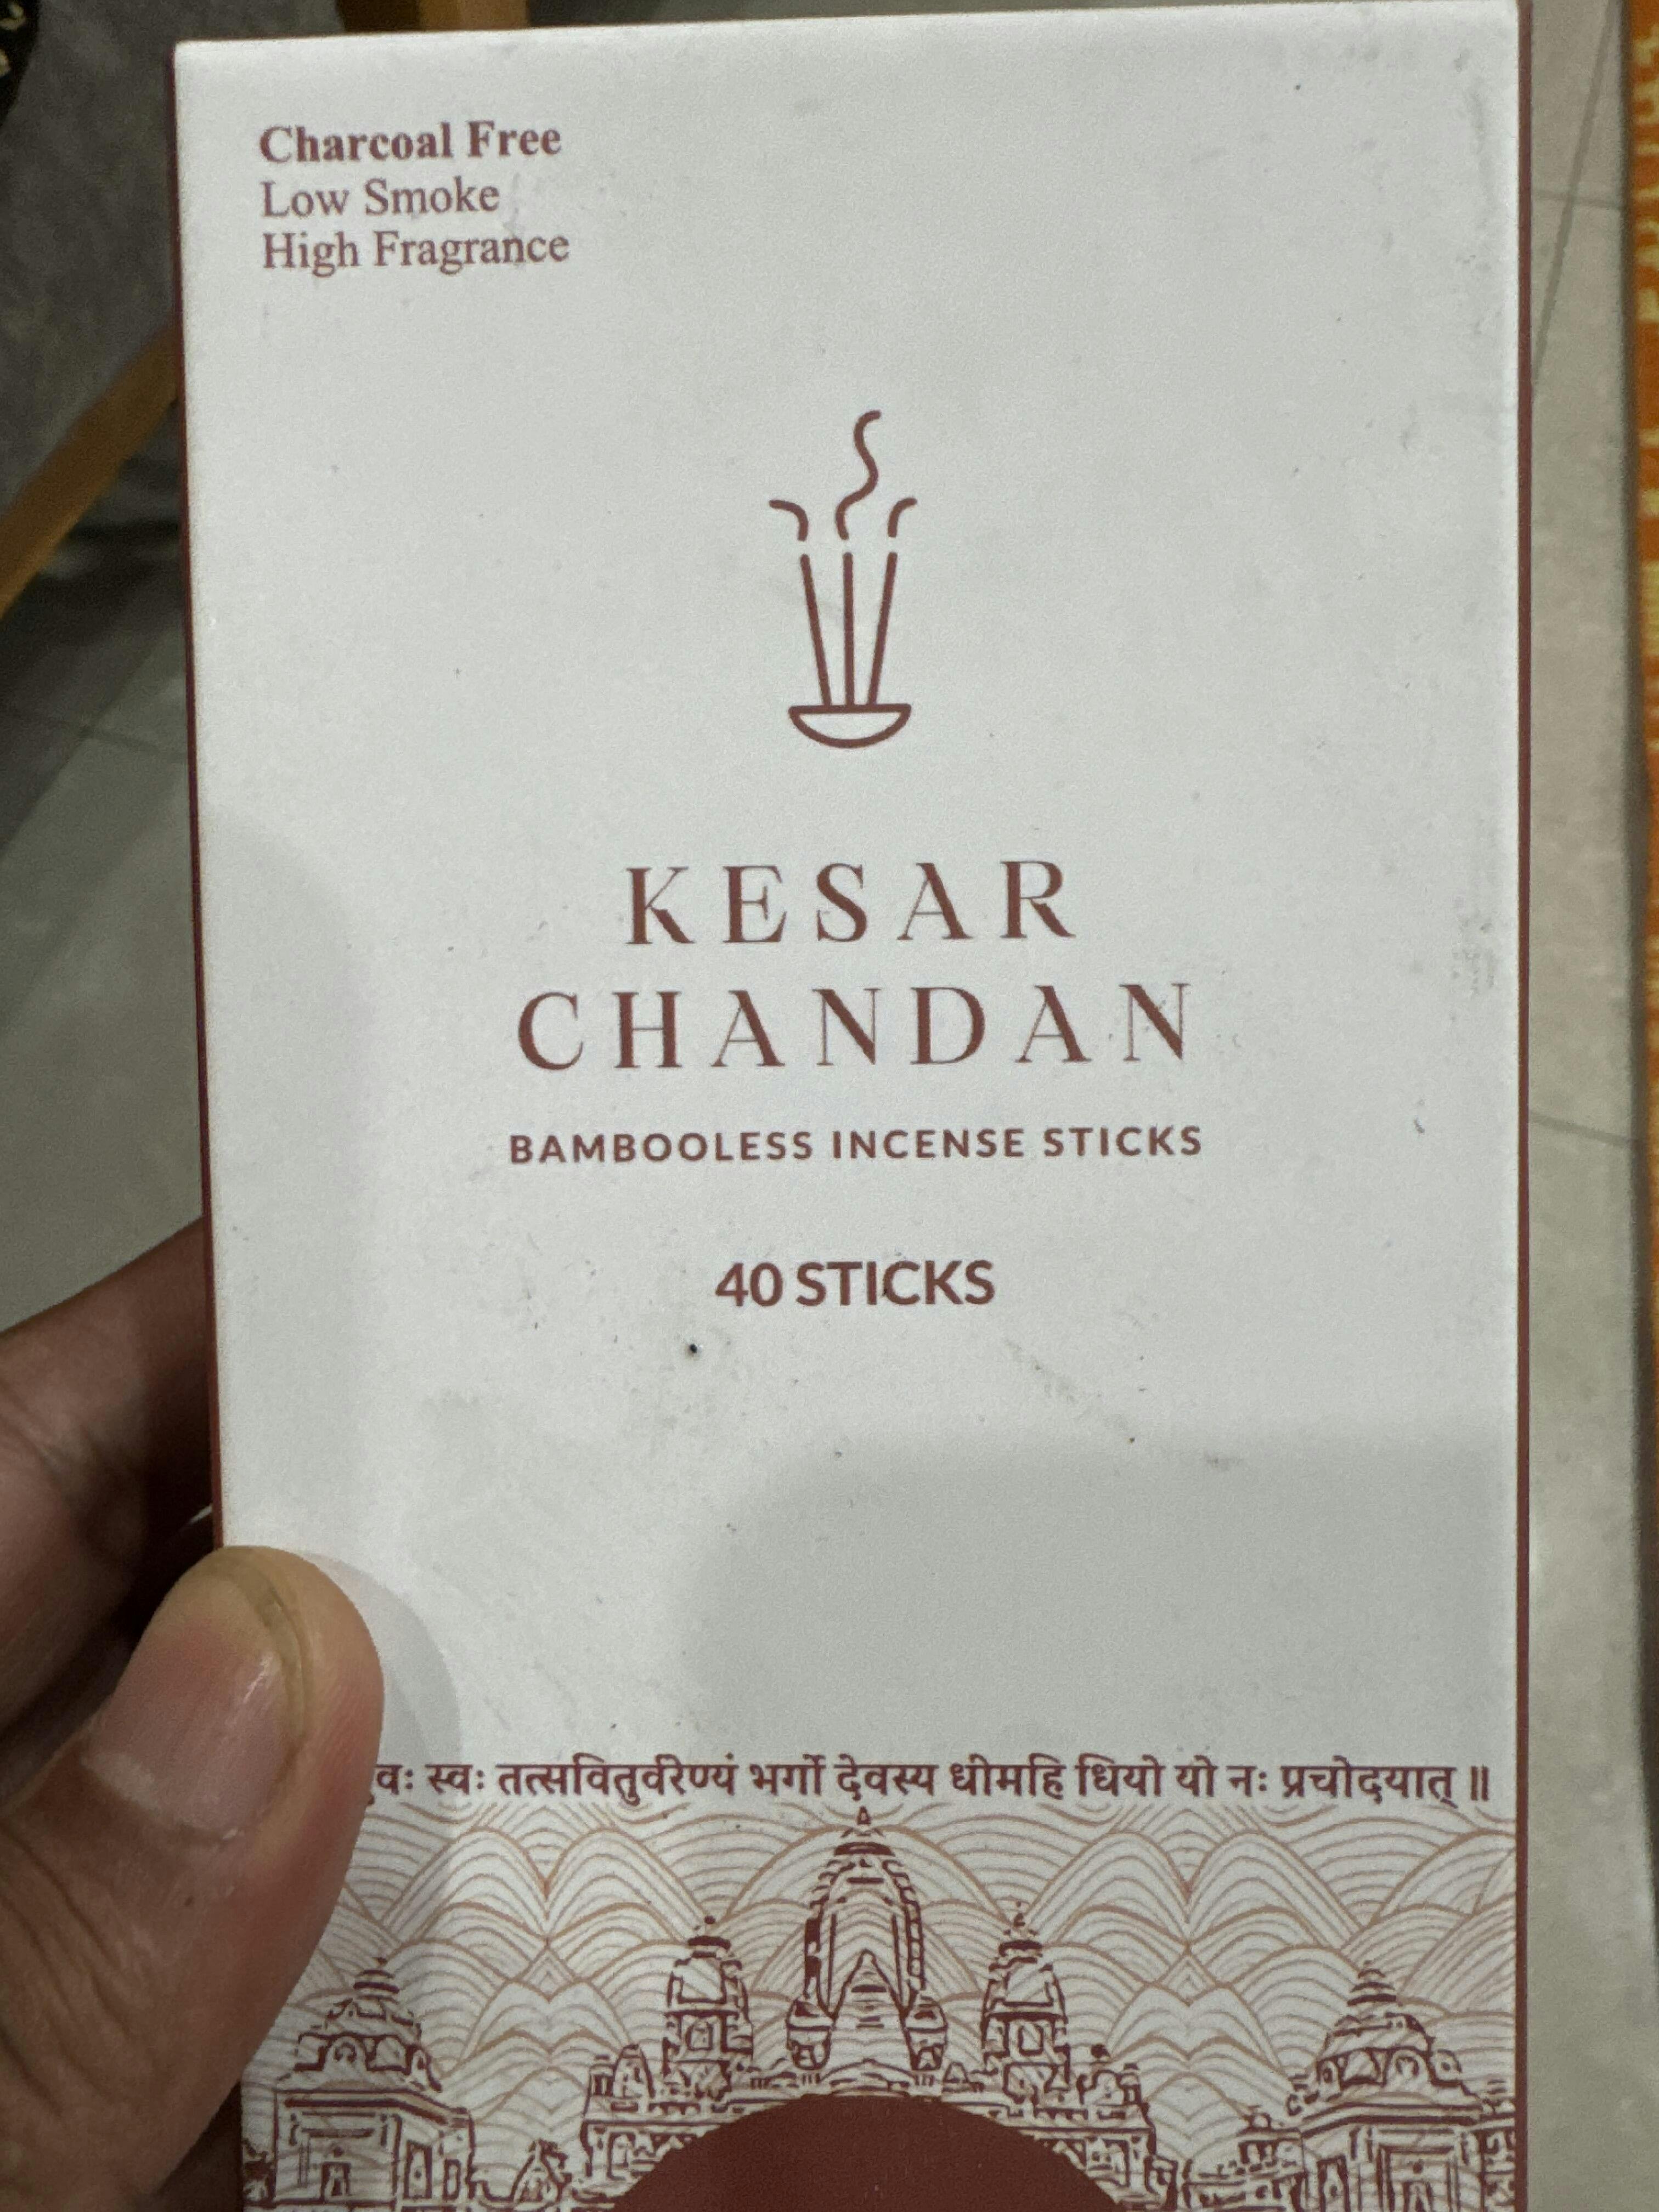 Charcoal Free
Low Smoke
High Fragrance
KESAR
CHANDAN
BAMBOOLESS INCENSE STICKS
40 STICKS
स्वः तत्सवितुर्वरेण्यं भर्गो देवस्य धीमहि धियो यो नः प्रचोदयात् ॥